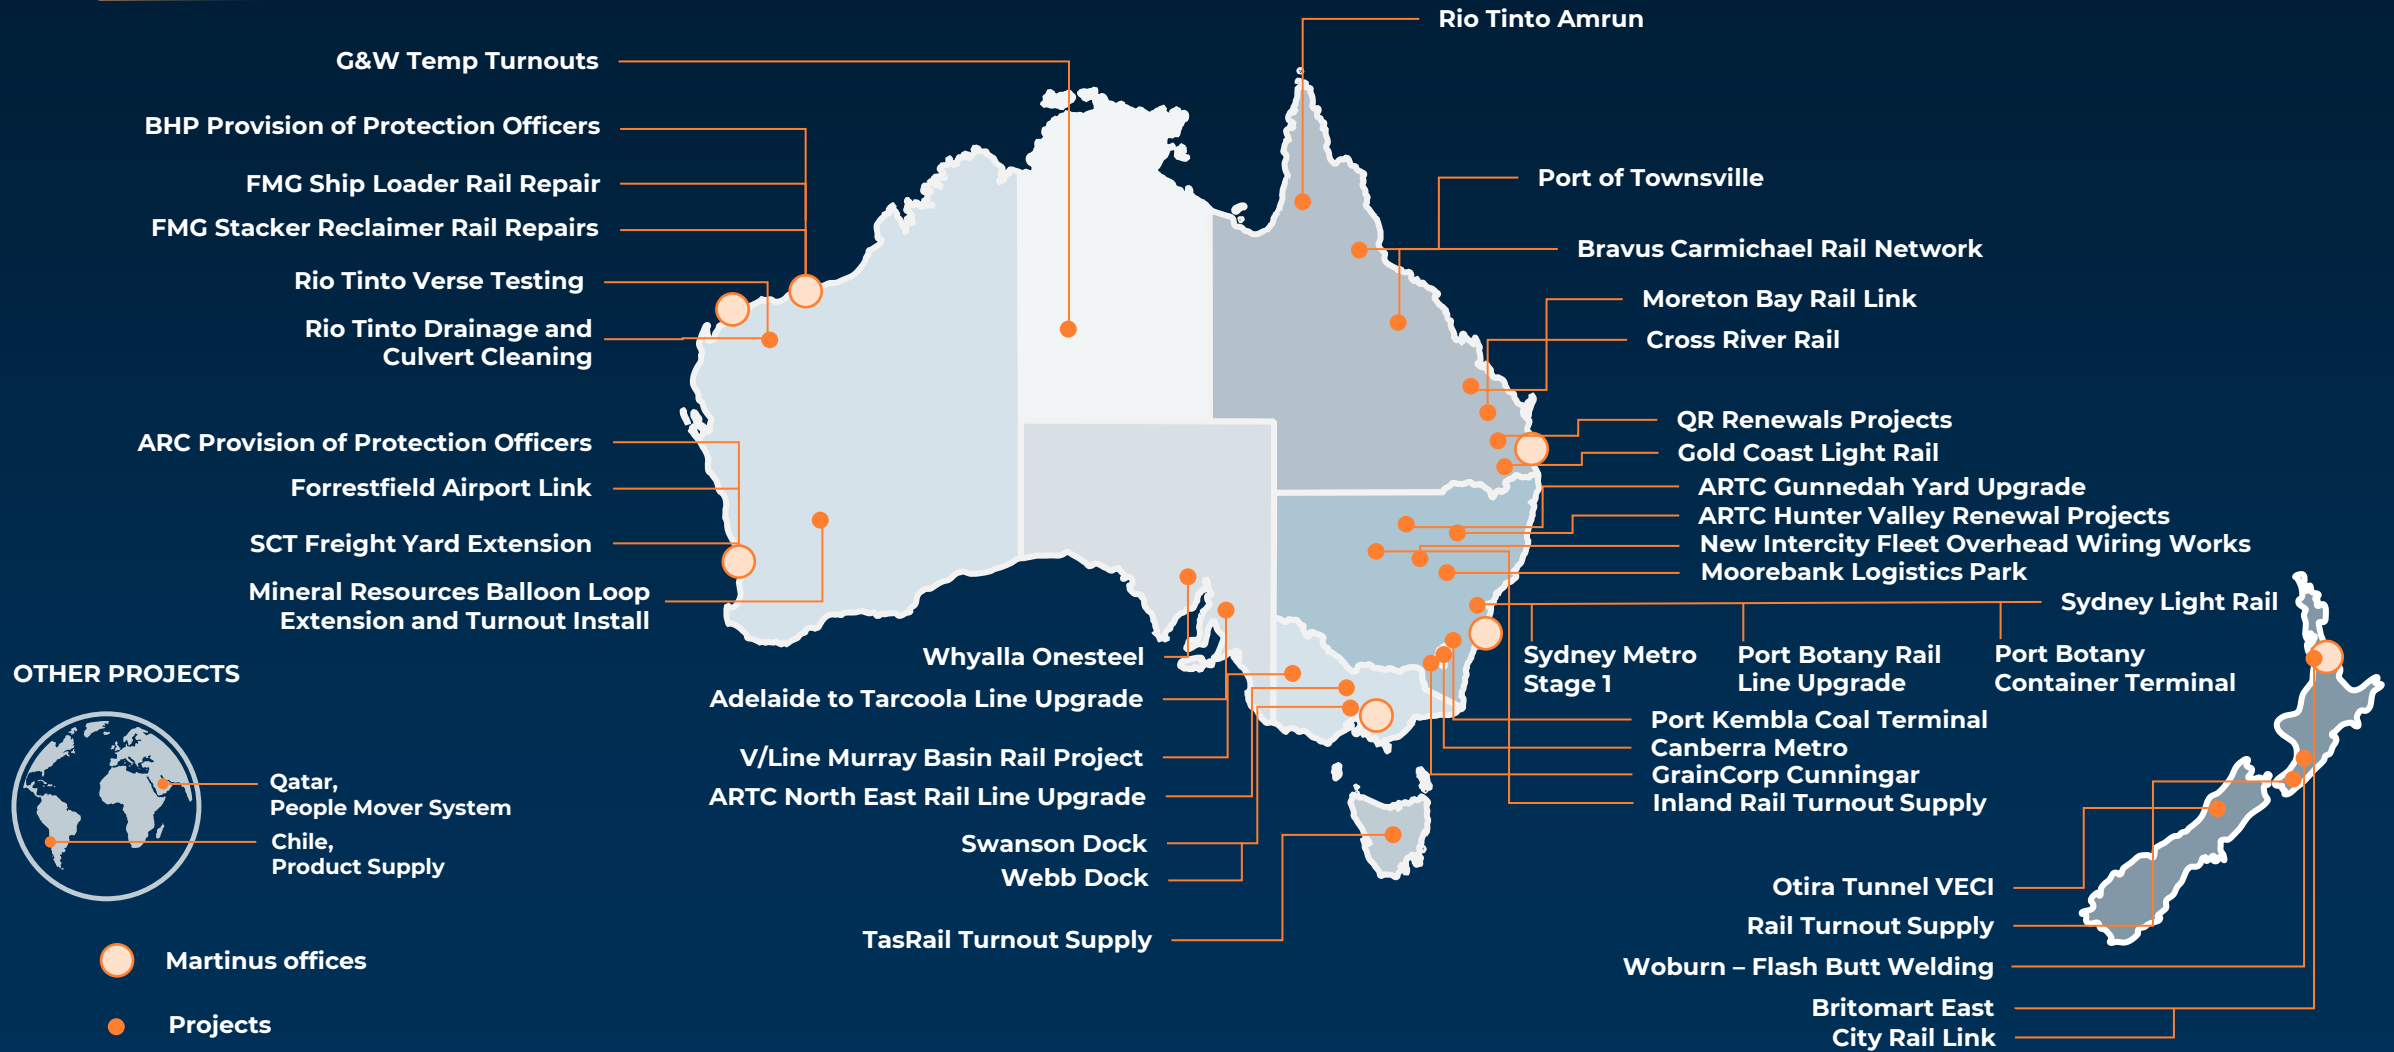 Rio Tinto Amrun
G&W Temp Turnouts
BHP Provision of Protection Officers
FMG Ship Loader Rail Repair
FMG Stacker Reclaimer Rail Repairs
Rio Tinto Verse Testing
Rio Tinto Drainage and
Culvert Cleaning
ARC Provision of Protection Officers
Forrestfield Airport Link
SCT Freight Yard Extension
Mineral Resources Balloon Loop
Extension and Turnout Install
Port of Townsville
Bravus Carmichael Rail Network
Moreton Bay Rail Link
Cross River Rail
QR Renewals Projects
Gold Coast Light Rail
ARTC Gunnedah Yard Upgrade
ARTC Hunter Valley Renewal Projects
New Intercity Fleet Overhead Wiring Works
Moorebank Logistics Park
Sydney Light Rail
Sydney Metro
Stage 1
Port Botany Rail
Line Upgrade
Port Botany
Container Terminal
Port Kembla Coal Terminal
Canberra Metro
GrainCorp Cunningar
Inland Rail Turnout Supply
Whyalla Onesteel
Adelaide to Tarcoola Line Upgrade
V/Line Murray Basin Rail Project
ARTC North East Rail Line Upgrade
Swanson Dock
Webb Dock
TasRail Turnout Supply
Otira Tunnel VECI
Rail Turnout Supply
Woburn – Flash Butt Welding
Britomart East
City Rail Link
OTHER PROJECTS
Qatar,
People Mover System
Chile,
Product Supply
Martinus offices
Projects